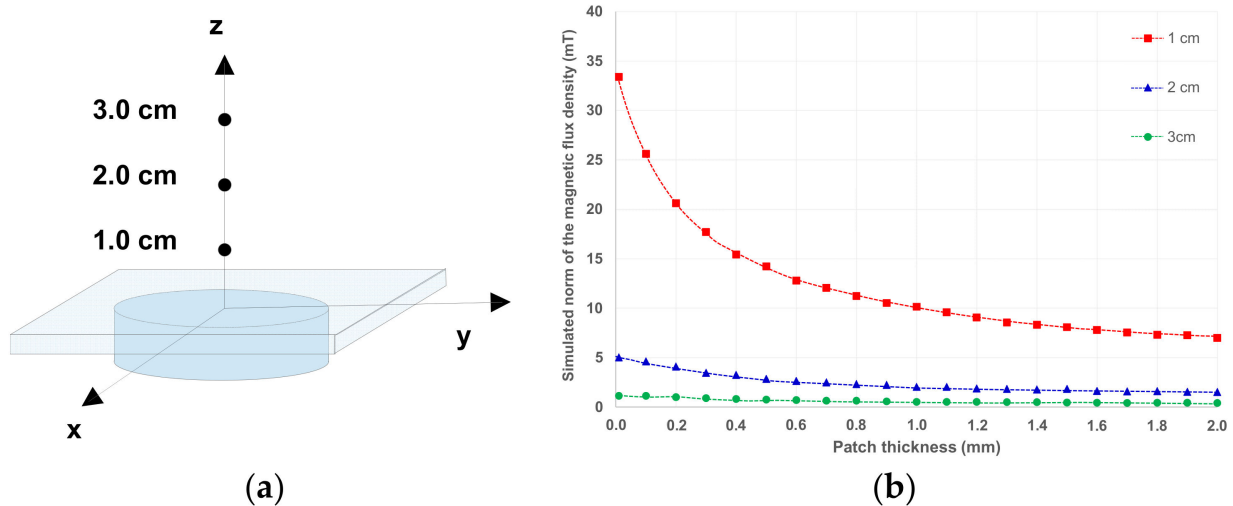 z
3.0 cm
2.0 cm
1.0 cm
y
x
(a)
Simulated norm of the magnetic flux density (mT)
40
35
30
25
20
15
10
5
0
0.0 0.2 0.4 0.6 0.8 1.0 1.2 1.4 1.6 1.8 2.0
Patch thickness (mm)
1 cm
2 cm
3cm
(b)